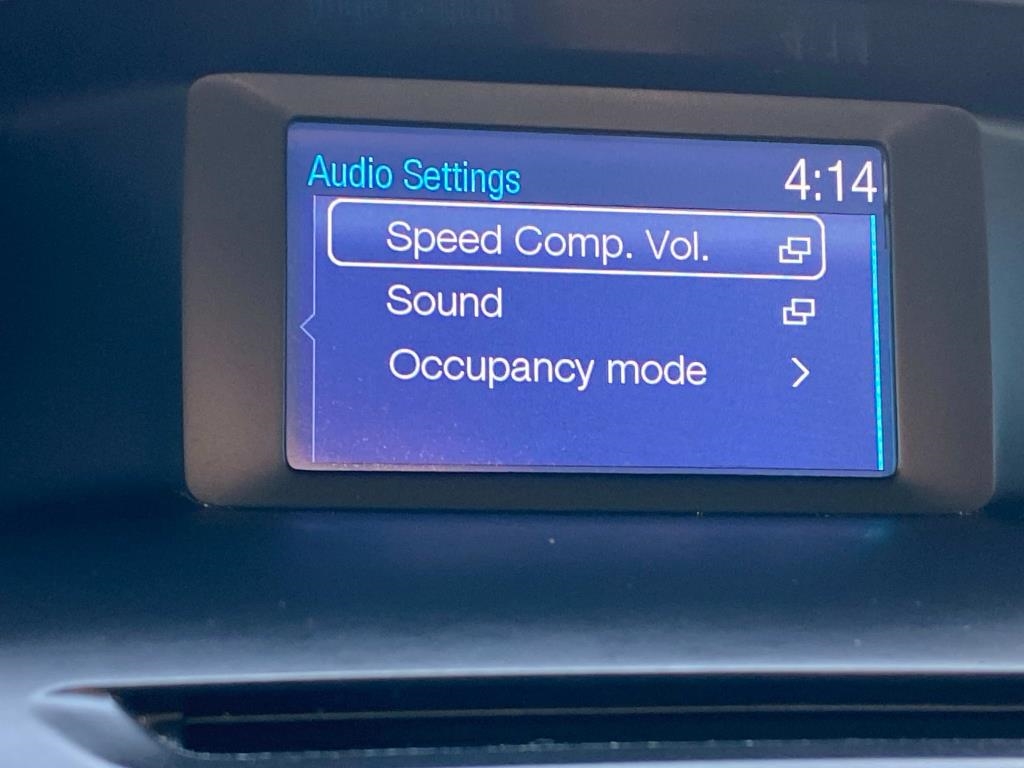 Audio Settings 4:14
Speed Comp. Vol.
Sound
Occupancy mode